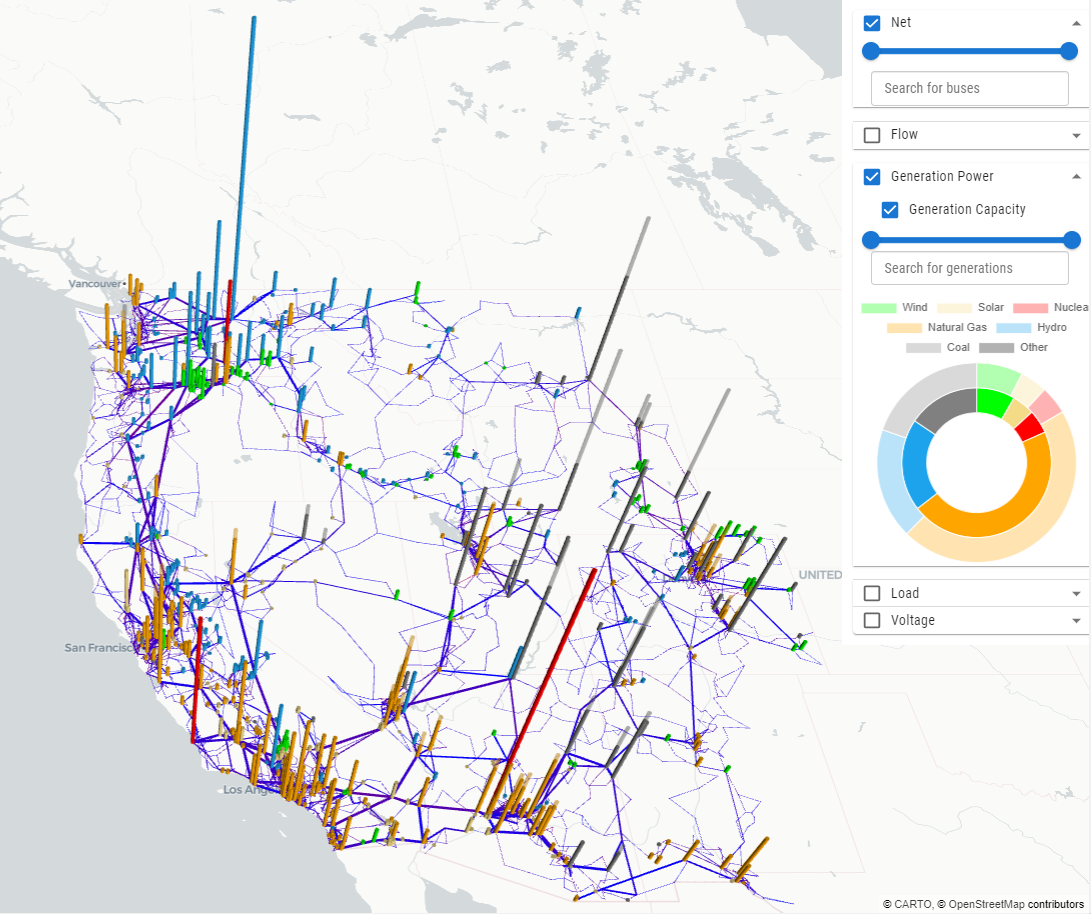 Net
Search for buses
Flow
Generation Power
Generation Capacity
Search for generations
Wind Solar Nuclea
Natural Gas Hydro
Coal Other
Load
Voltage
Vancouver
UNITED
San Francisc
Los Ang
© CARTO, © OpenStreetMap contributors